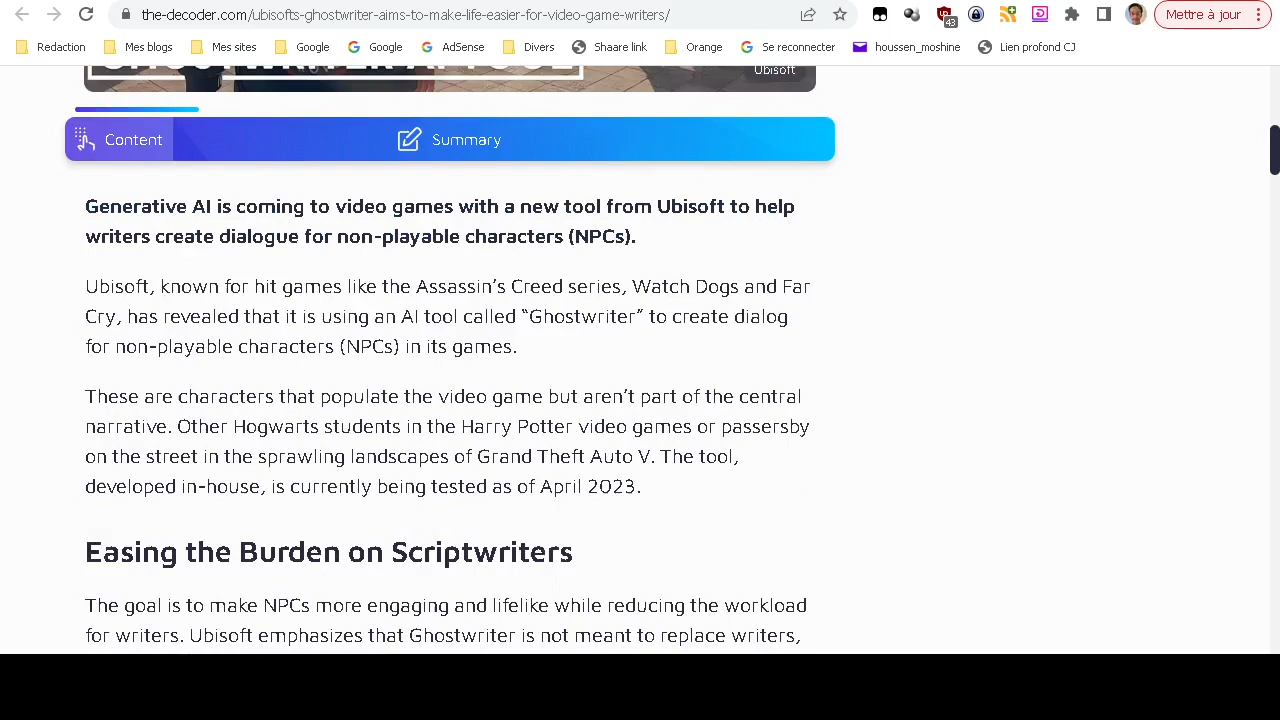 the-decoder.com/ubisofts-ghostwriter-aims-to-make-life-easier-for-video-game-writers/
43
Mettre à jour
Redaction Mes blogs Mes sites Google Google AdSense Divers Shaare link Orange Se reconnecter houssen_moshine Lien profond CJ
GHOSTWRITER AI TOOL
Ubisoft
Content Summary
Generative AI is coming to video games with a new tool from Ubisoft to help
writers create dialogue for non-playable characters (NPCs).
Ubisoft, known for hit games like the Assassin’s Creed series, Watch Dogs and Far
Cry, has revealed that it is using an AI tool called “Ghostwriter” to create dialog
for non-playable characters (NPCs) in its games.
These are characters that populate the video game but aren’t part of the central
narrative. Other Hogwarts students in the Harry Potter video games or passersby
on the street in the sprawling landscapes of Grand Theft Auto V. The tool,
developed in-house, is currently being tested as of April 2023.
Easing the Burden on Scriptwriters
The goal is to make NPCs more engaging and lifelike while reducing the workload
for writers. Ubisoft emphasizes that Ghostwriter is not meant to replace writers,